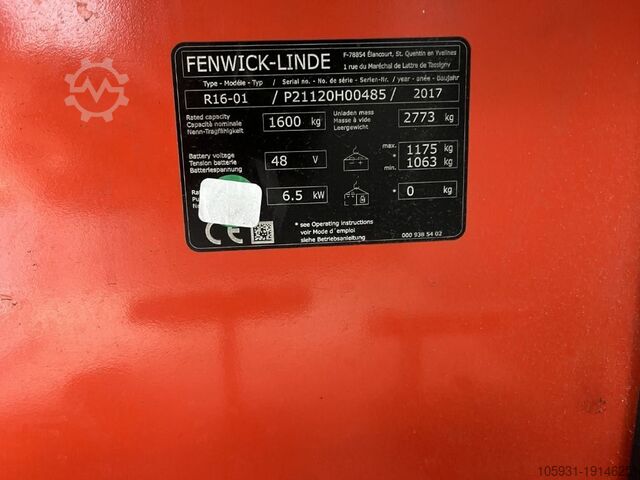 FENWICK-LINDE
F-78854 Élancourt, St. Quentin en Yvelines
1 rue du Maréchal de Lattre de Tassigny
Type - Modèle - Typ / Serial no. - No. de série - Serien-Nr. / year - année - Baujahr
R16-01 / P21120H00485 / 2017
Rated capacity
Capacité nominale
Nenn-Tragfähigkeit
1600 kg
Unladen mass
Masse à vide
Leergewicht
2773 kg
Battery voltage
Tension batterie
Batteriespannung
48 V
max. 1175 kg
* min. 1063 kg
6.5 kW
* 0 kg
CE
* see Operating instructions
voir Mode d'emploi
siehe Betriebsanleitung
000 938 54 02